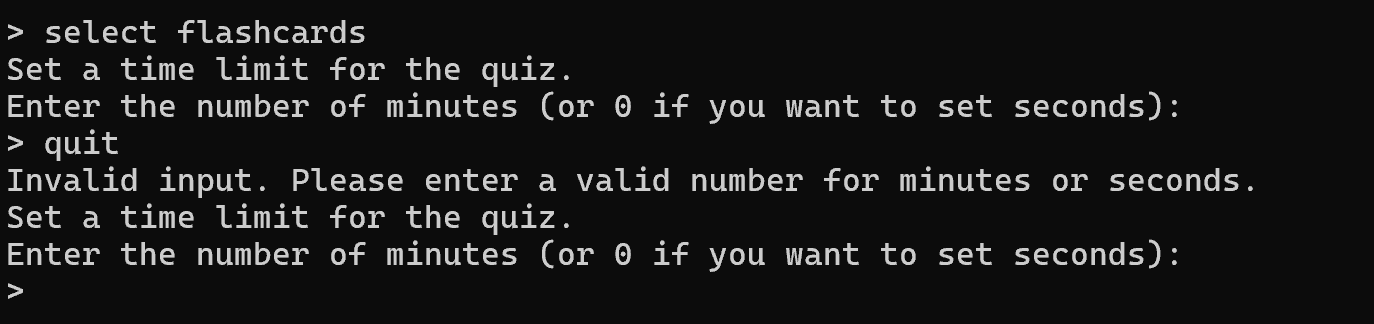 > select flashcards
Set a time limit for the quiz.
Enter the number of minutes (or 0 if you want to set seconds):
> quit
Invalid input. Please enter a valid number for minutes or seconds.
Set a time limit for the quiz.
Enter the number of minutes (or 0 if you want to set seconds):
>